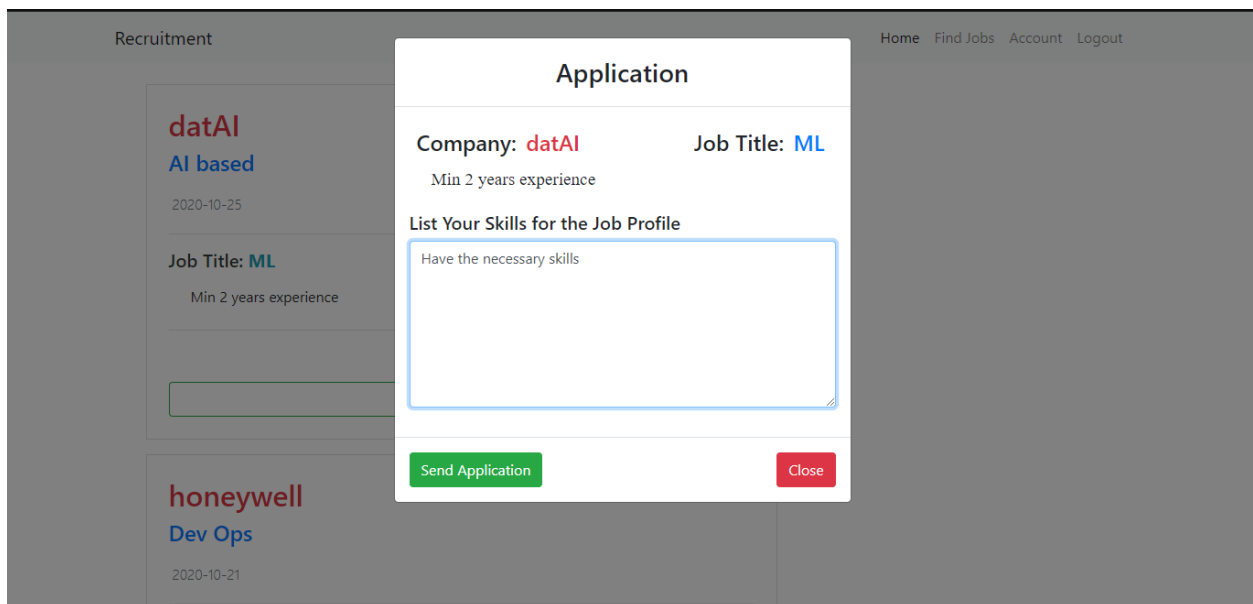 Recruitment
Home Find Jobs Account Logout
Application
Company: datAI Job Title: ML
Min 2 years experience
List Your Skills for the Job Profile
Have the necessary skills
Send Application Close
datAI
AI based
2020-10-25
Job Title: ML
Min 2 years experience
honeywell
Dev Ops
2020-10-21